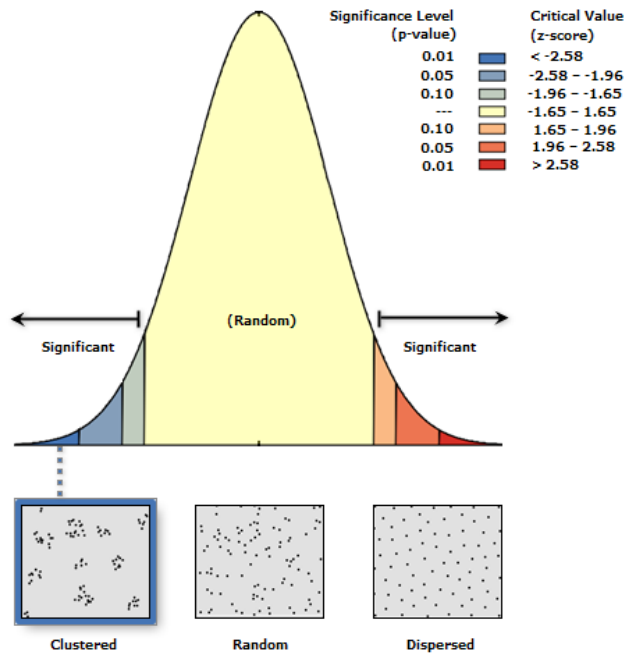 Significance Level
(p-value)
Critical Value
(z-score)
0.01 < -2.58
0.05 -2.58 – -1.96
0.10 -1.96 – -1.65
--- -1.65 – 1.65
0.10 1.65 – 1.96
0.05 1.96 – 2.58
0.01 > 2.58
(Random)
Significant
Significant
Clustered
Random
Dispersed